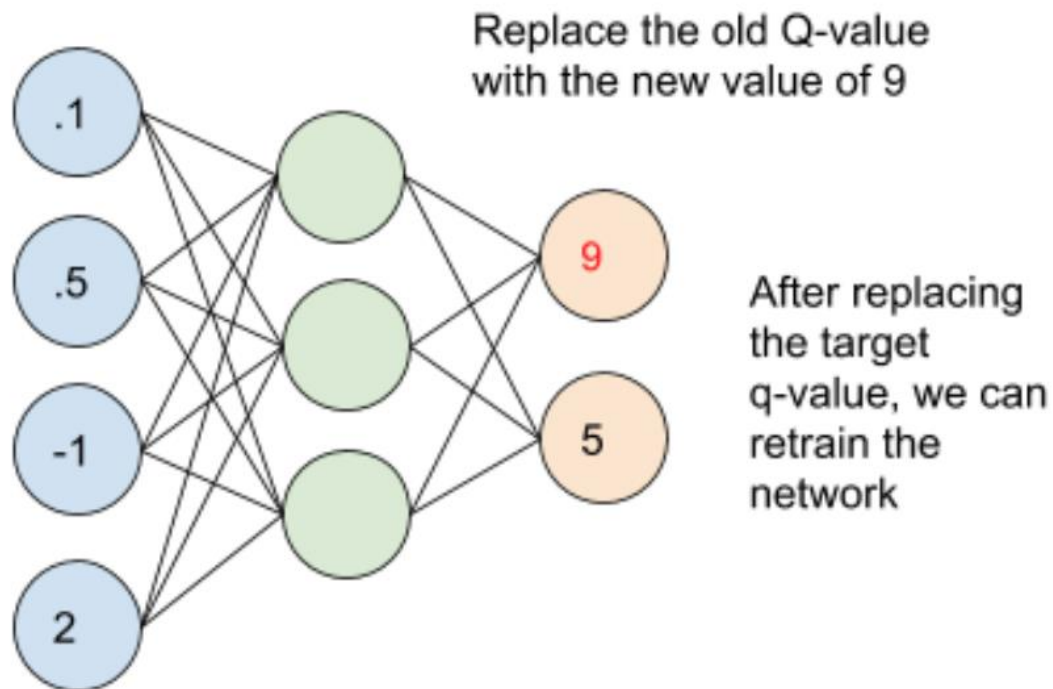 Replace the old Q-value
with the new value of 9
.1
.5
-1
2
9
5
After replacing
the target
q-value, we can
retrain the
network